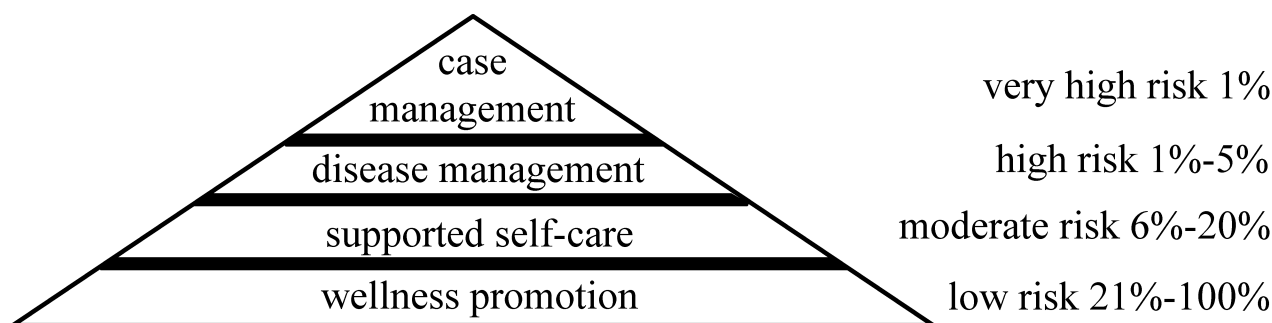 case
management
very high risk 1%
disease management
high risk 1%-5%
supported self-care
moderate risk 6%-20%
wellness promotion
low risk 21%-100%